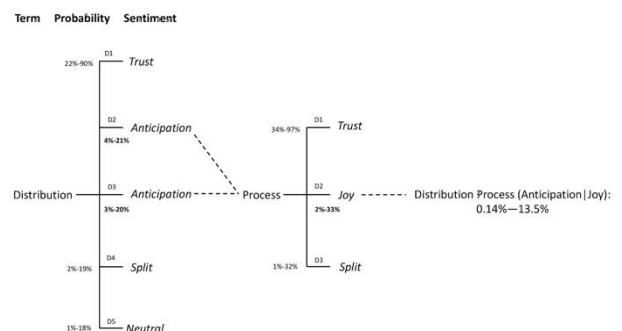 Term Probability Sentiment
D1
22%-90% Trust
D2
Anticipation
4%-21%
D1
34%-97% Trust
Distribution D3 Anticipation Process D2 Joy Distribution Process (Anticipation|Joy):
3%-20% 2%-33% 0.14%—13.5%
D4
2%-19% Split
D3
1%-32% Split
D5
1%-18% Neutral